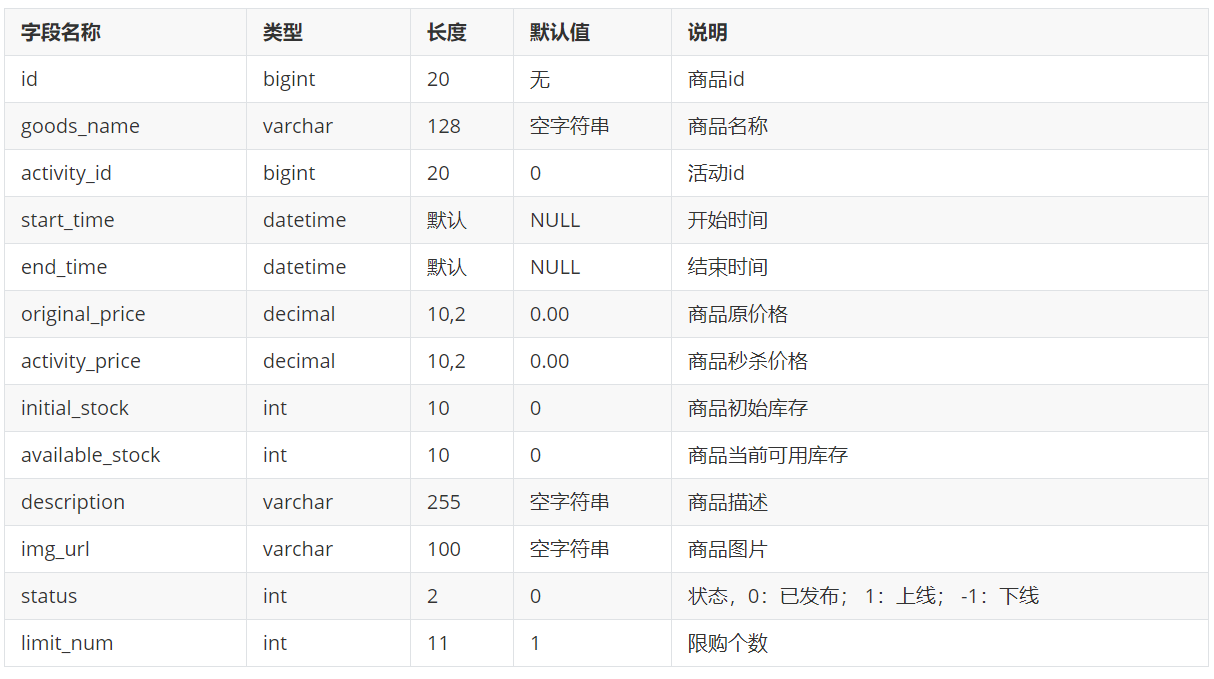 字段名称 类型 长度 默认值 说明
id bigint 20 无 商品id
goods_name varchar 128 空字符串 商品名称
activity_id bigint 20 0 活动id
start_time datetime 默认 NULL 开始时间
end_time datetime 默认 NULL 结束时间
original_price decimal 10,2 0.00 商品原价格
activity_price decimal 10,2 0.00 商品秒杀价格
initial_stock int 10 0 商品初始库存
available_stock int 10 0 商品当前可用库存
description varchar 255 空字符串 商品描述
img_url varchar 100 空字符串 商品图片
status int 2 0 状态，0：已发布； 1：上线； -1：下线
limit_num int 11 1 限购个数